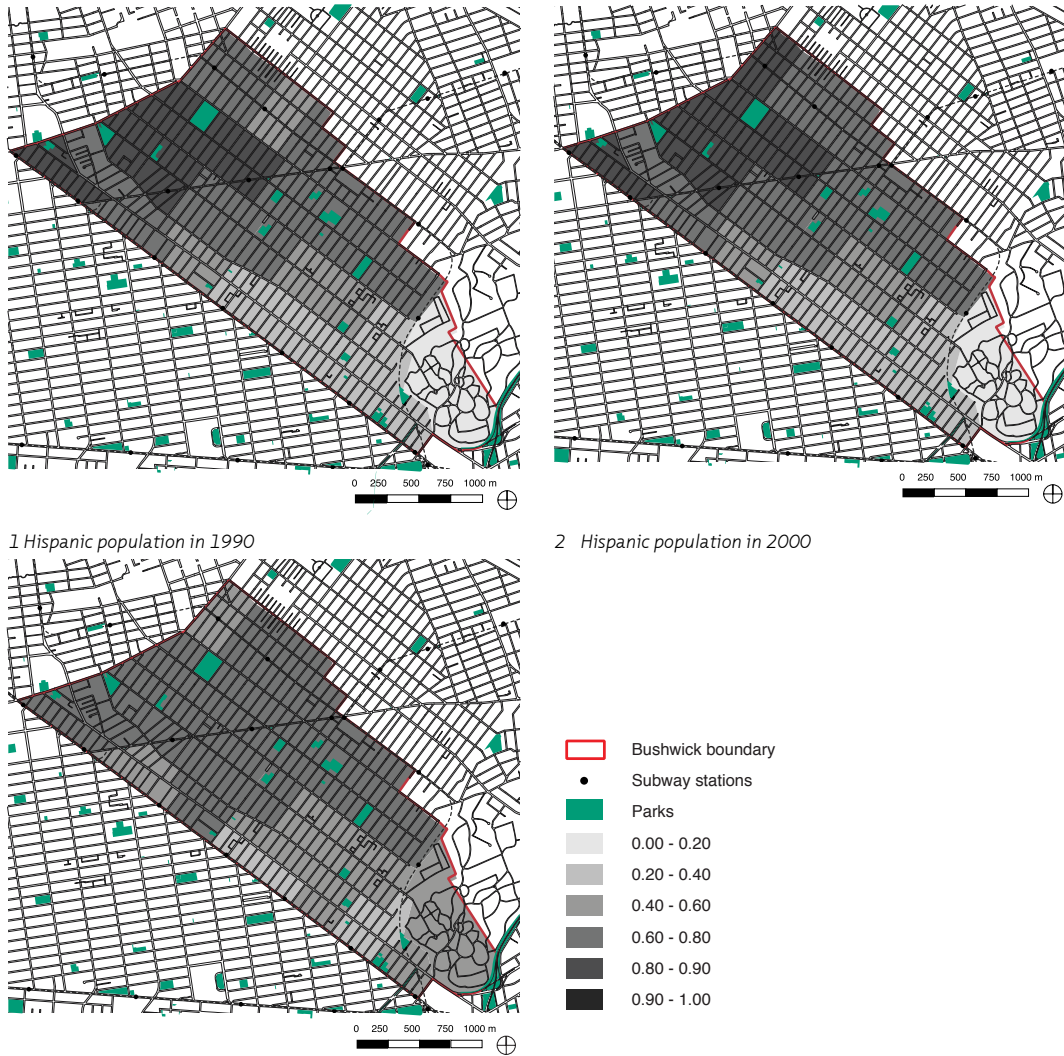 0 250 500 750 1000 m
0 250 500 750 1000 m
1 Hispanic population in 1990
2 Hispanic population in 2000
Bushwick boundary
Subway stations
Parks
0.00 - 0.20
0.20 - 0.40
0.40 - 0.60
0.60 - 0.80
0.80 - 0.90
0.90 - 1.00
0 250 500 750 1000 m